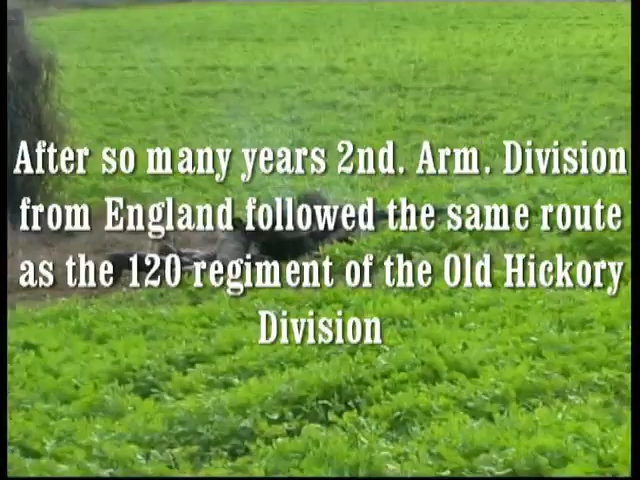 After so many years 2nd. Arm. Division
from England followed the same route
as the 120 regiment of the Old Hickory
Division